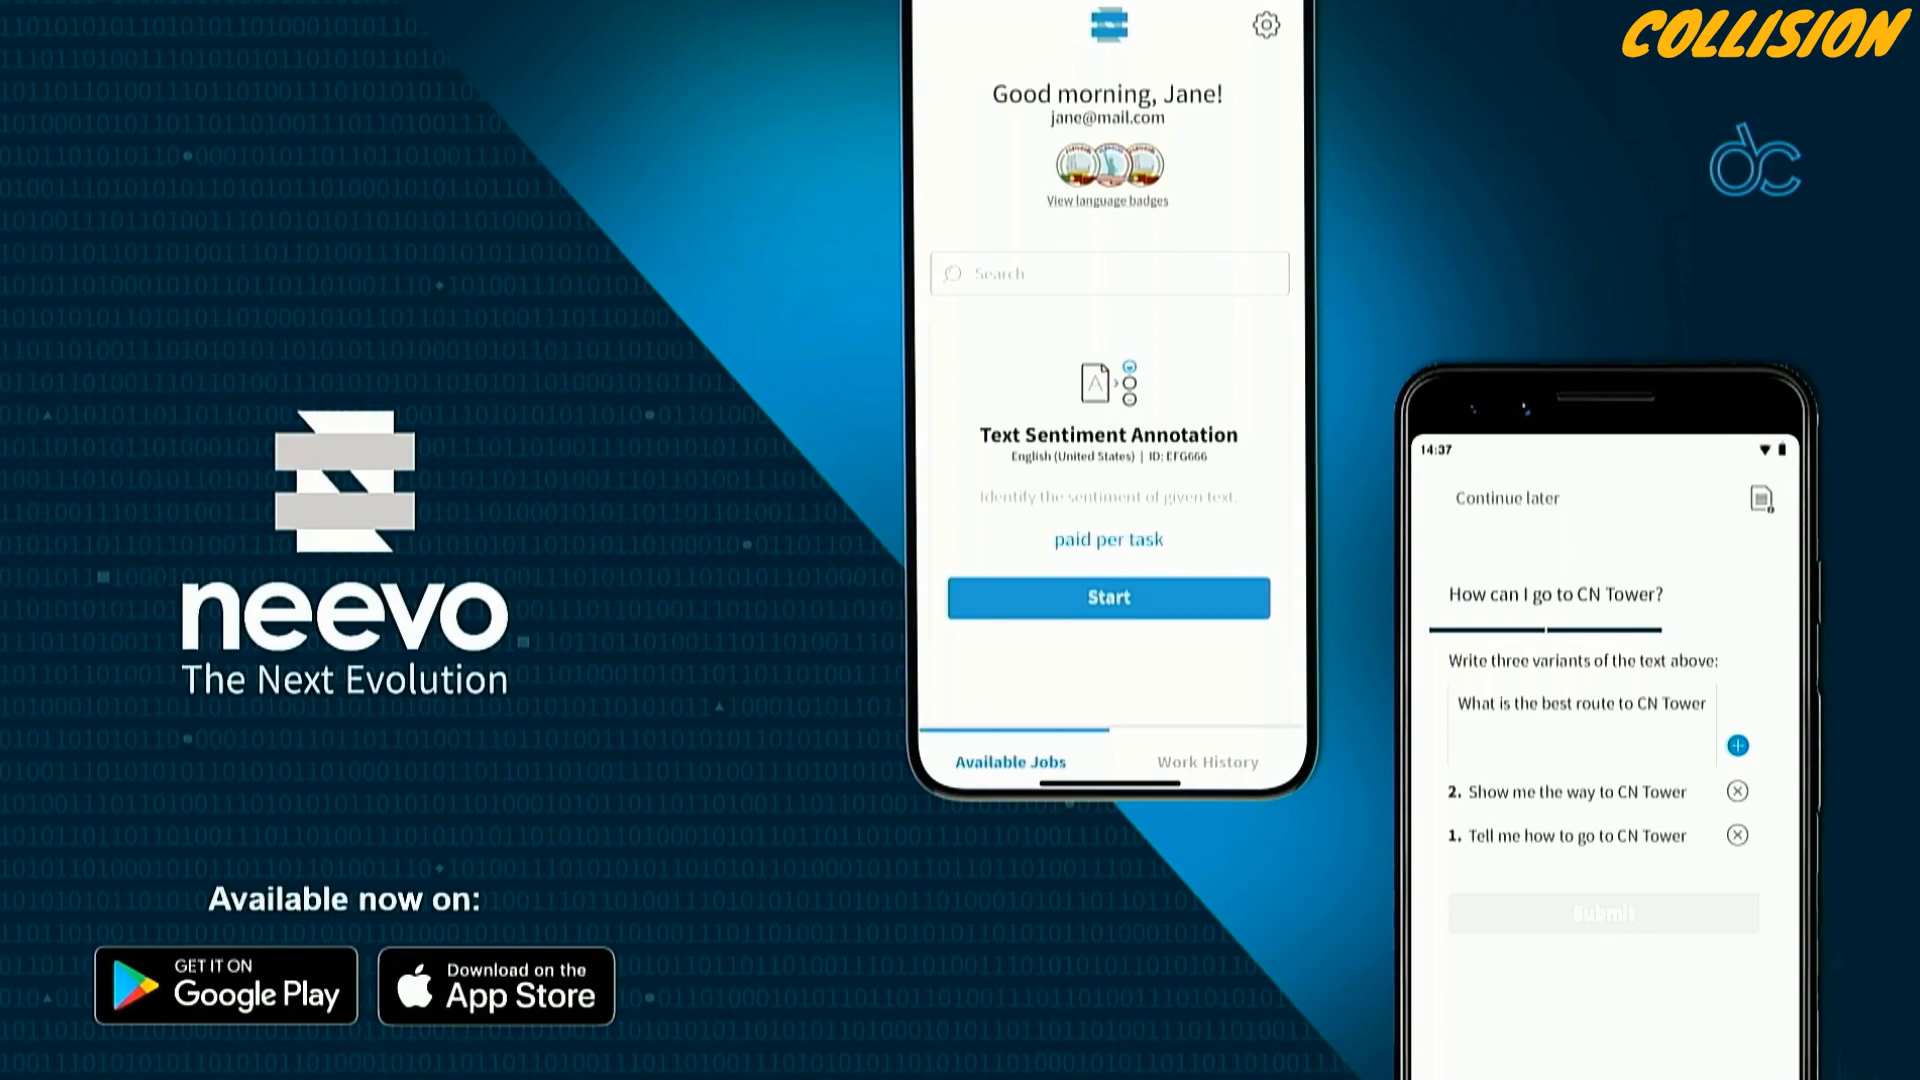 COLLISION
Good morning, Jane!
jane@mail.com
View language badges
Search
Text Sentiment Annotation
English (United States) | ID: EFG666
Identify the sentiment of given text.
paid per task
Start
Available Jobs
Work History
neevo
The Next Evolution
Available now on:
GET IT ON
Google Play
Download on the
App Store
14:37
Continue later
How can I go to CN Tower?
Write three variants of the text above:
What is the best route to CN Tower
2. Show me the way to CN Tower
1. Tell me how to go to CN Tower
Submit